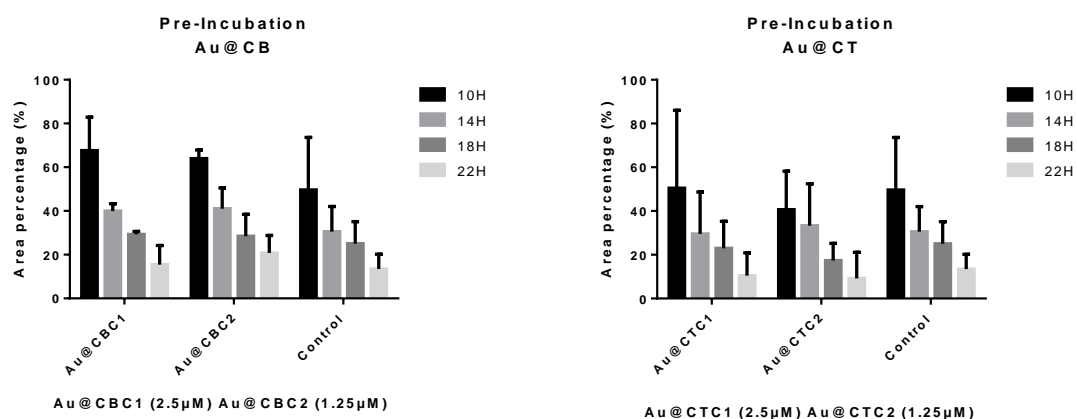 Pre-Incubation
Au@CB
Area percentage (%)
100
80
60
40
20
0
10H
14H
18H
22H
Au@CBC1
Au@CBC2
Control
Au@CBC1 (2.5µM) Au@CBC2 (1.25µM)
Pre-Incubation
Au@CT
Area percentage (%)
100
80
60
40
20
0
10H
14H
18H
22H
Au@CTC1
Au@CTC2
Control
Au@CTC1 (2.5µM) Au@CTC2 (1.25µM)